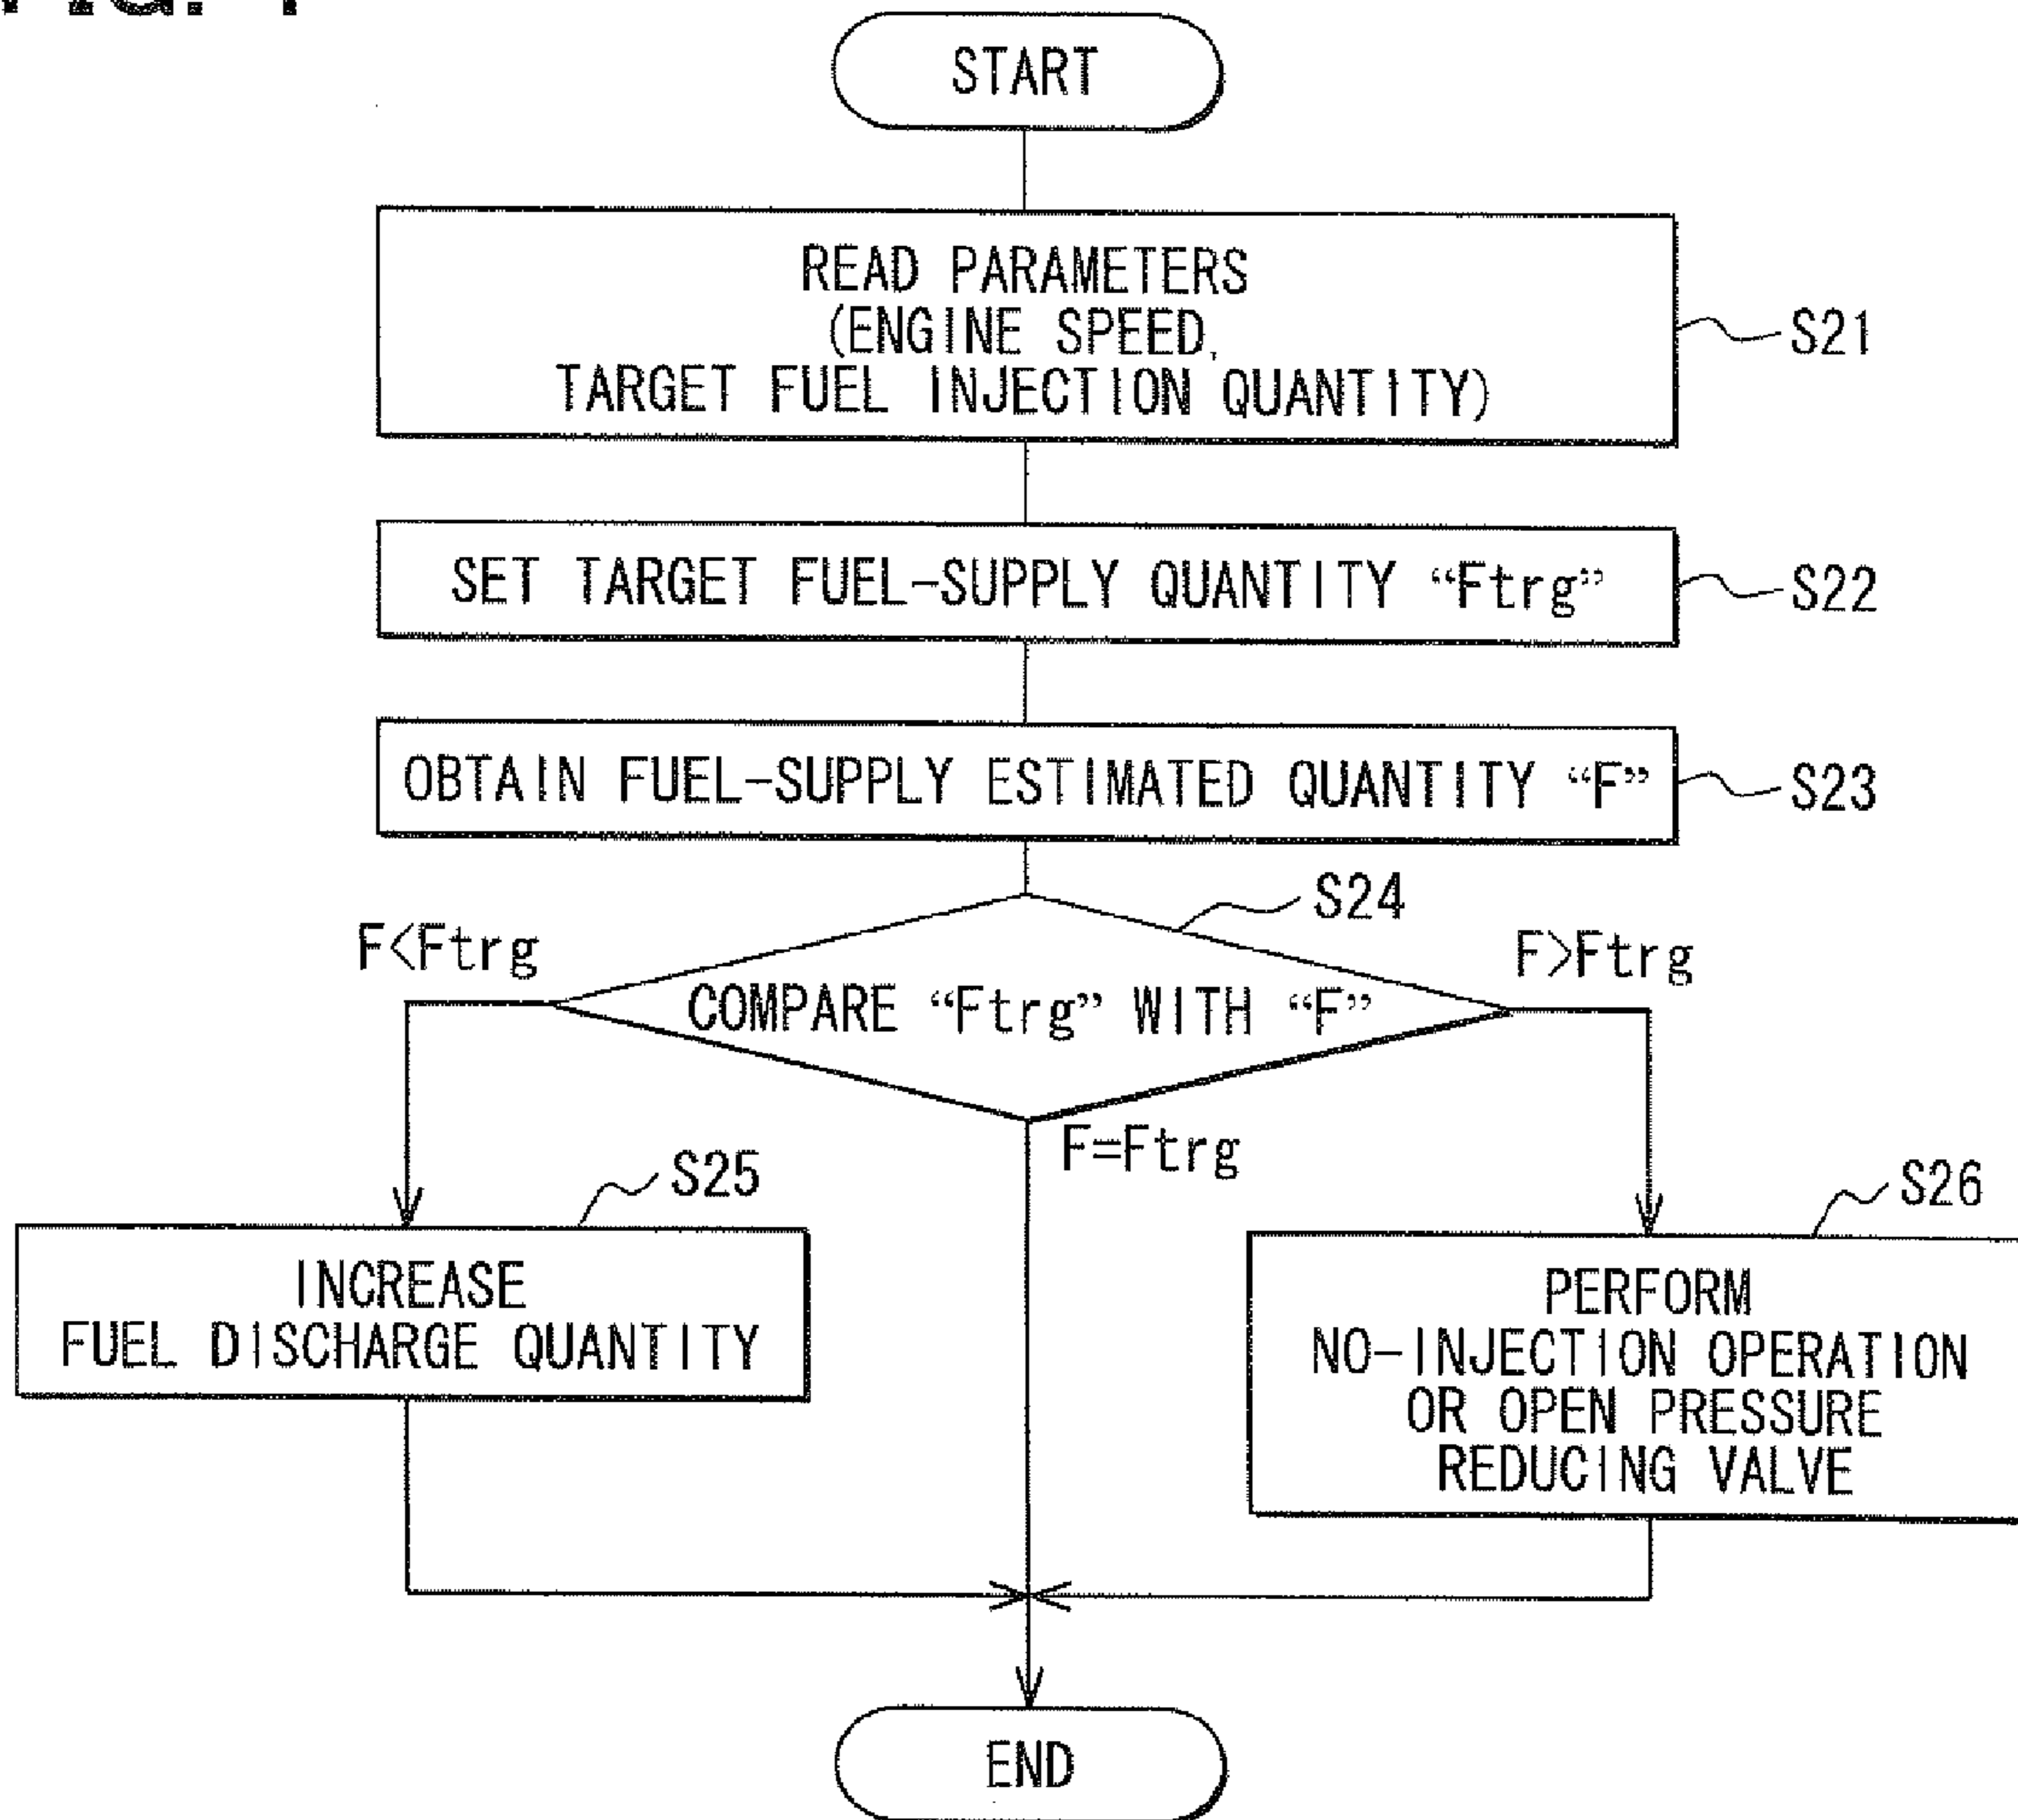 START
READ PARAMETERS
(ENGINE SPEED,
TARGET FUEL INJECTION QUANTITY)
S21
SET TARGET FUEL-SUPPLY QUANTITY “Ftrg”
S22
OBTAIN FUEL-SUPPLY ESTIMATED QUANTITY “F”
S23
S24
F<Ftrg
F>Ftrg
COMPARE “Ftrg” WITH “F”
F=Ftrg
S25
S26
INCREASE
FUEL DISCHARGE QUANTITY
PERFORM
NO-INJECTION OPERATION
OR OPEN PRESSURE
REDUCING VALVE
END